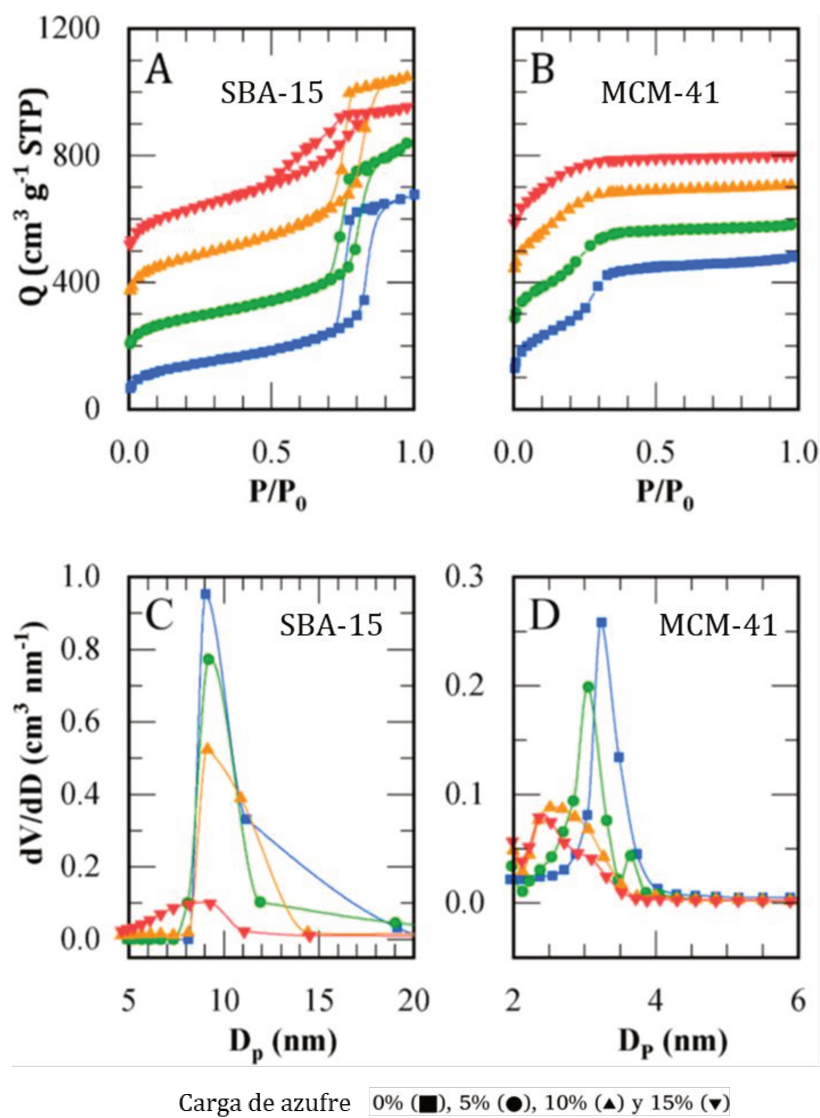 1200
800
400
0
Q (cm³ g⁻¹ STP)
A
SBA-15
B
MCM-41
0.0 0.5 1.0
P/P₀
0.0 0.5 1.0
P/P₀
1.0
0.8
0.6
0.4
0.2
0.0
dV/dD (cm³ nm⁻¹)
C
SBA-15
0.3
0.2
0.1
0.0
D
MCM-41
5 10 15 20
Dₚ (nm)
2 4 6
D_P (nm)
Carga de azufre 0% (■), 5% (●), 10% (▲) y 15% (▼)